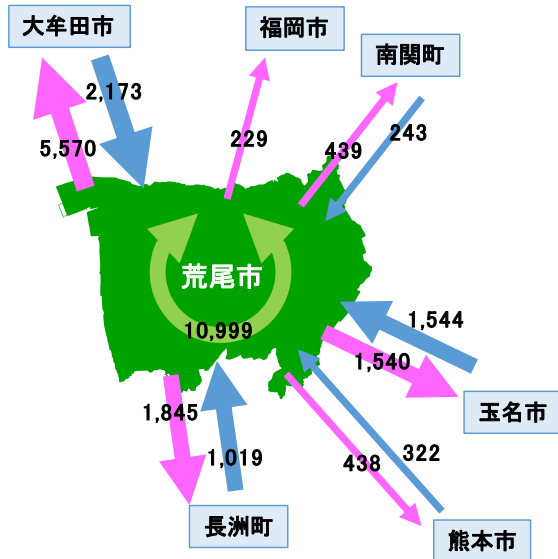 大牟田市
福岡市
南関町
2,173
5,570
229
439
243
荒尾市
10,999
1,544
1,540
玉名市
1,845
1,019
438
322
長洲町
熊本市